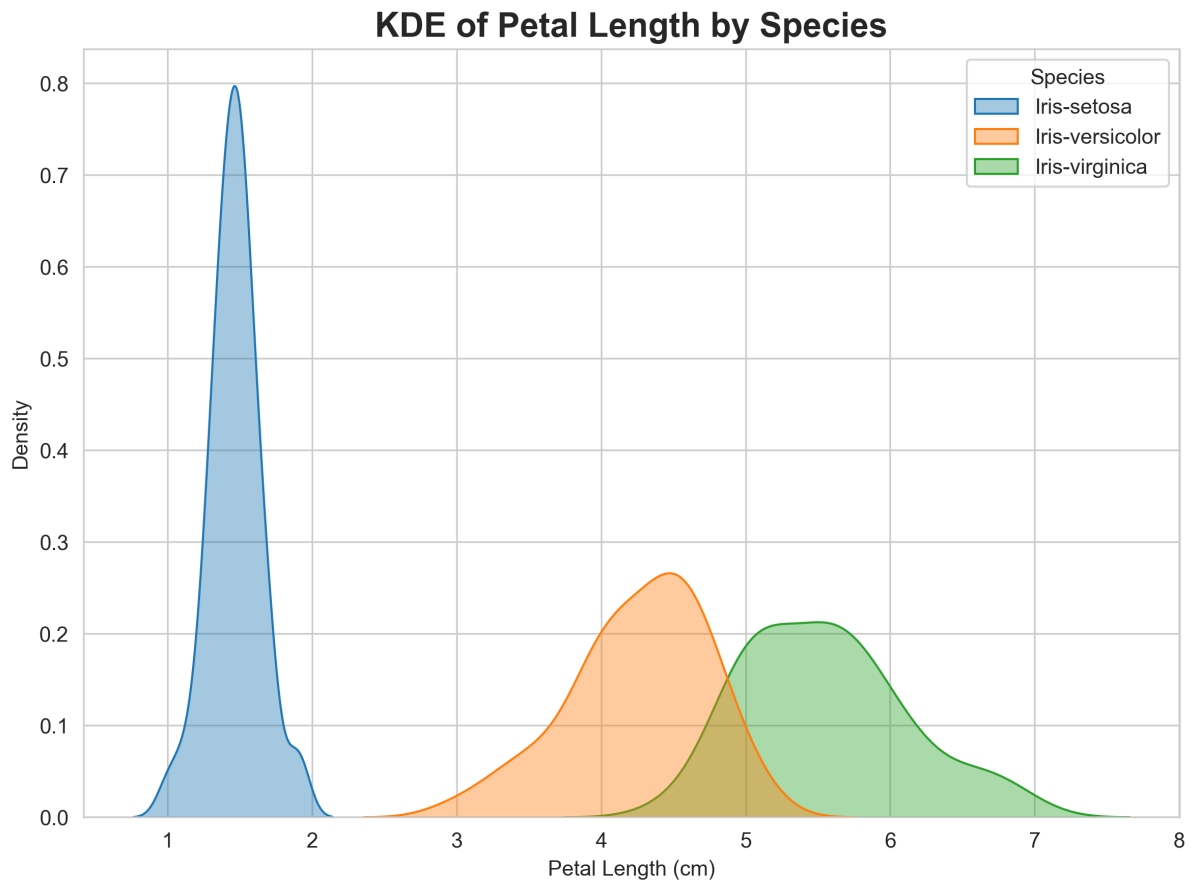 KDE of Petal Length by Species
Species
Iris-setosa
Iris-versicolor
Iris-virginica
0.8
0.7
0.6
0.5
0.4
0.3
0.2
0.1
0.0
Density
1 2 3 4 5 6 7 8
Petal Length (cm)